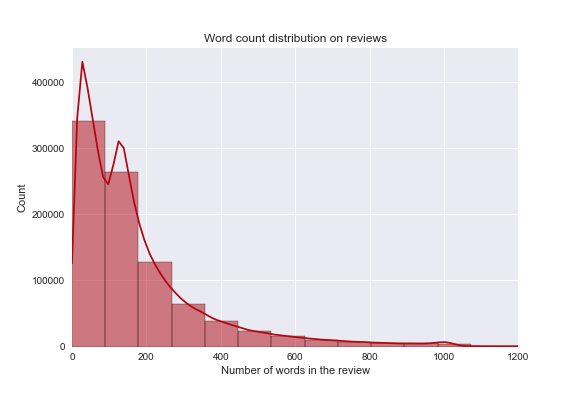 Word count distribution on reviews
400000
300000
200000
100000
0
Count
0 200 400 600 800 1000 1200
Number of words in the review